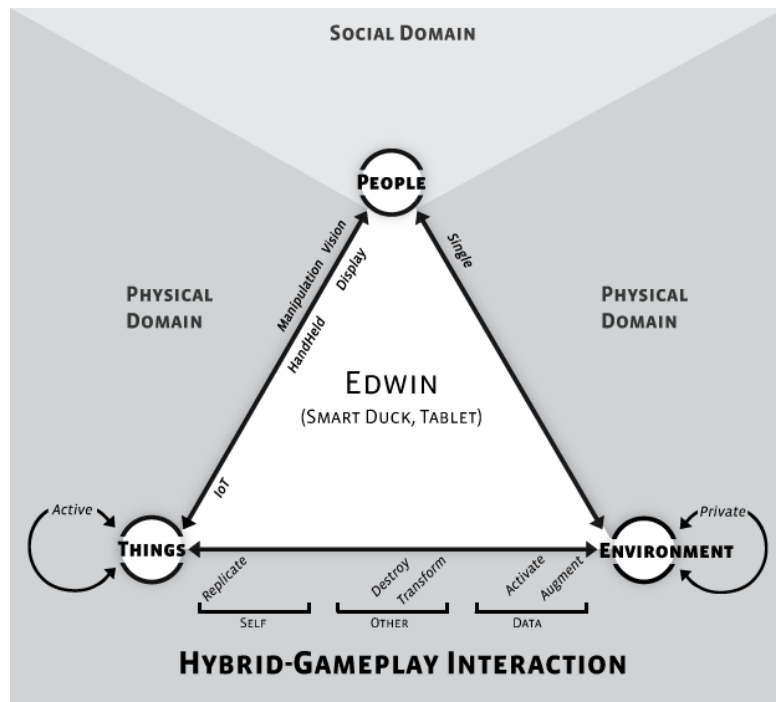 SOCIAL DOMAIN
PEOPLE
Manipulation Vision
HandHeld Display
IoT
Single
PHYSICAL
DOMAIN
PHYSICAL
DOMAIN
EDWIN
(SMART DUCK, TABLET)
Active
THINGS
Private
ENVIRONMENT
Replicate
Destroy
Transform
Activate
Augment
SELF
OTHER
DATA
HYBRID-GAMEPLAY INTERACTION